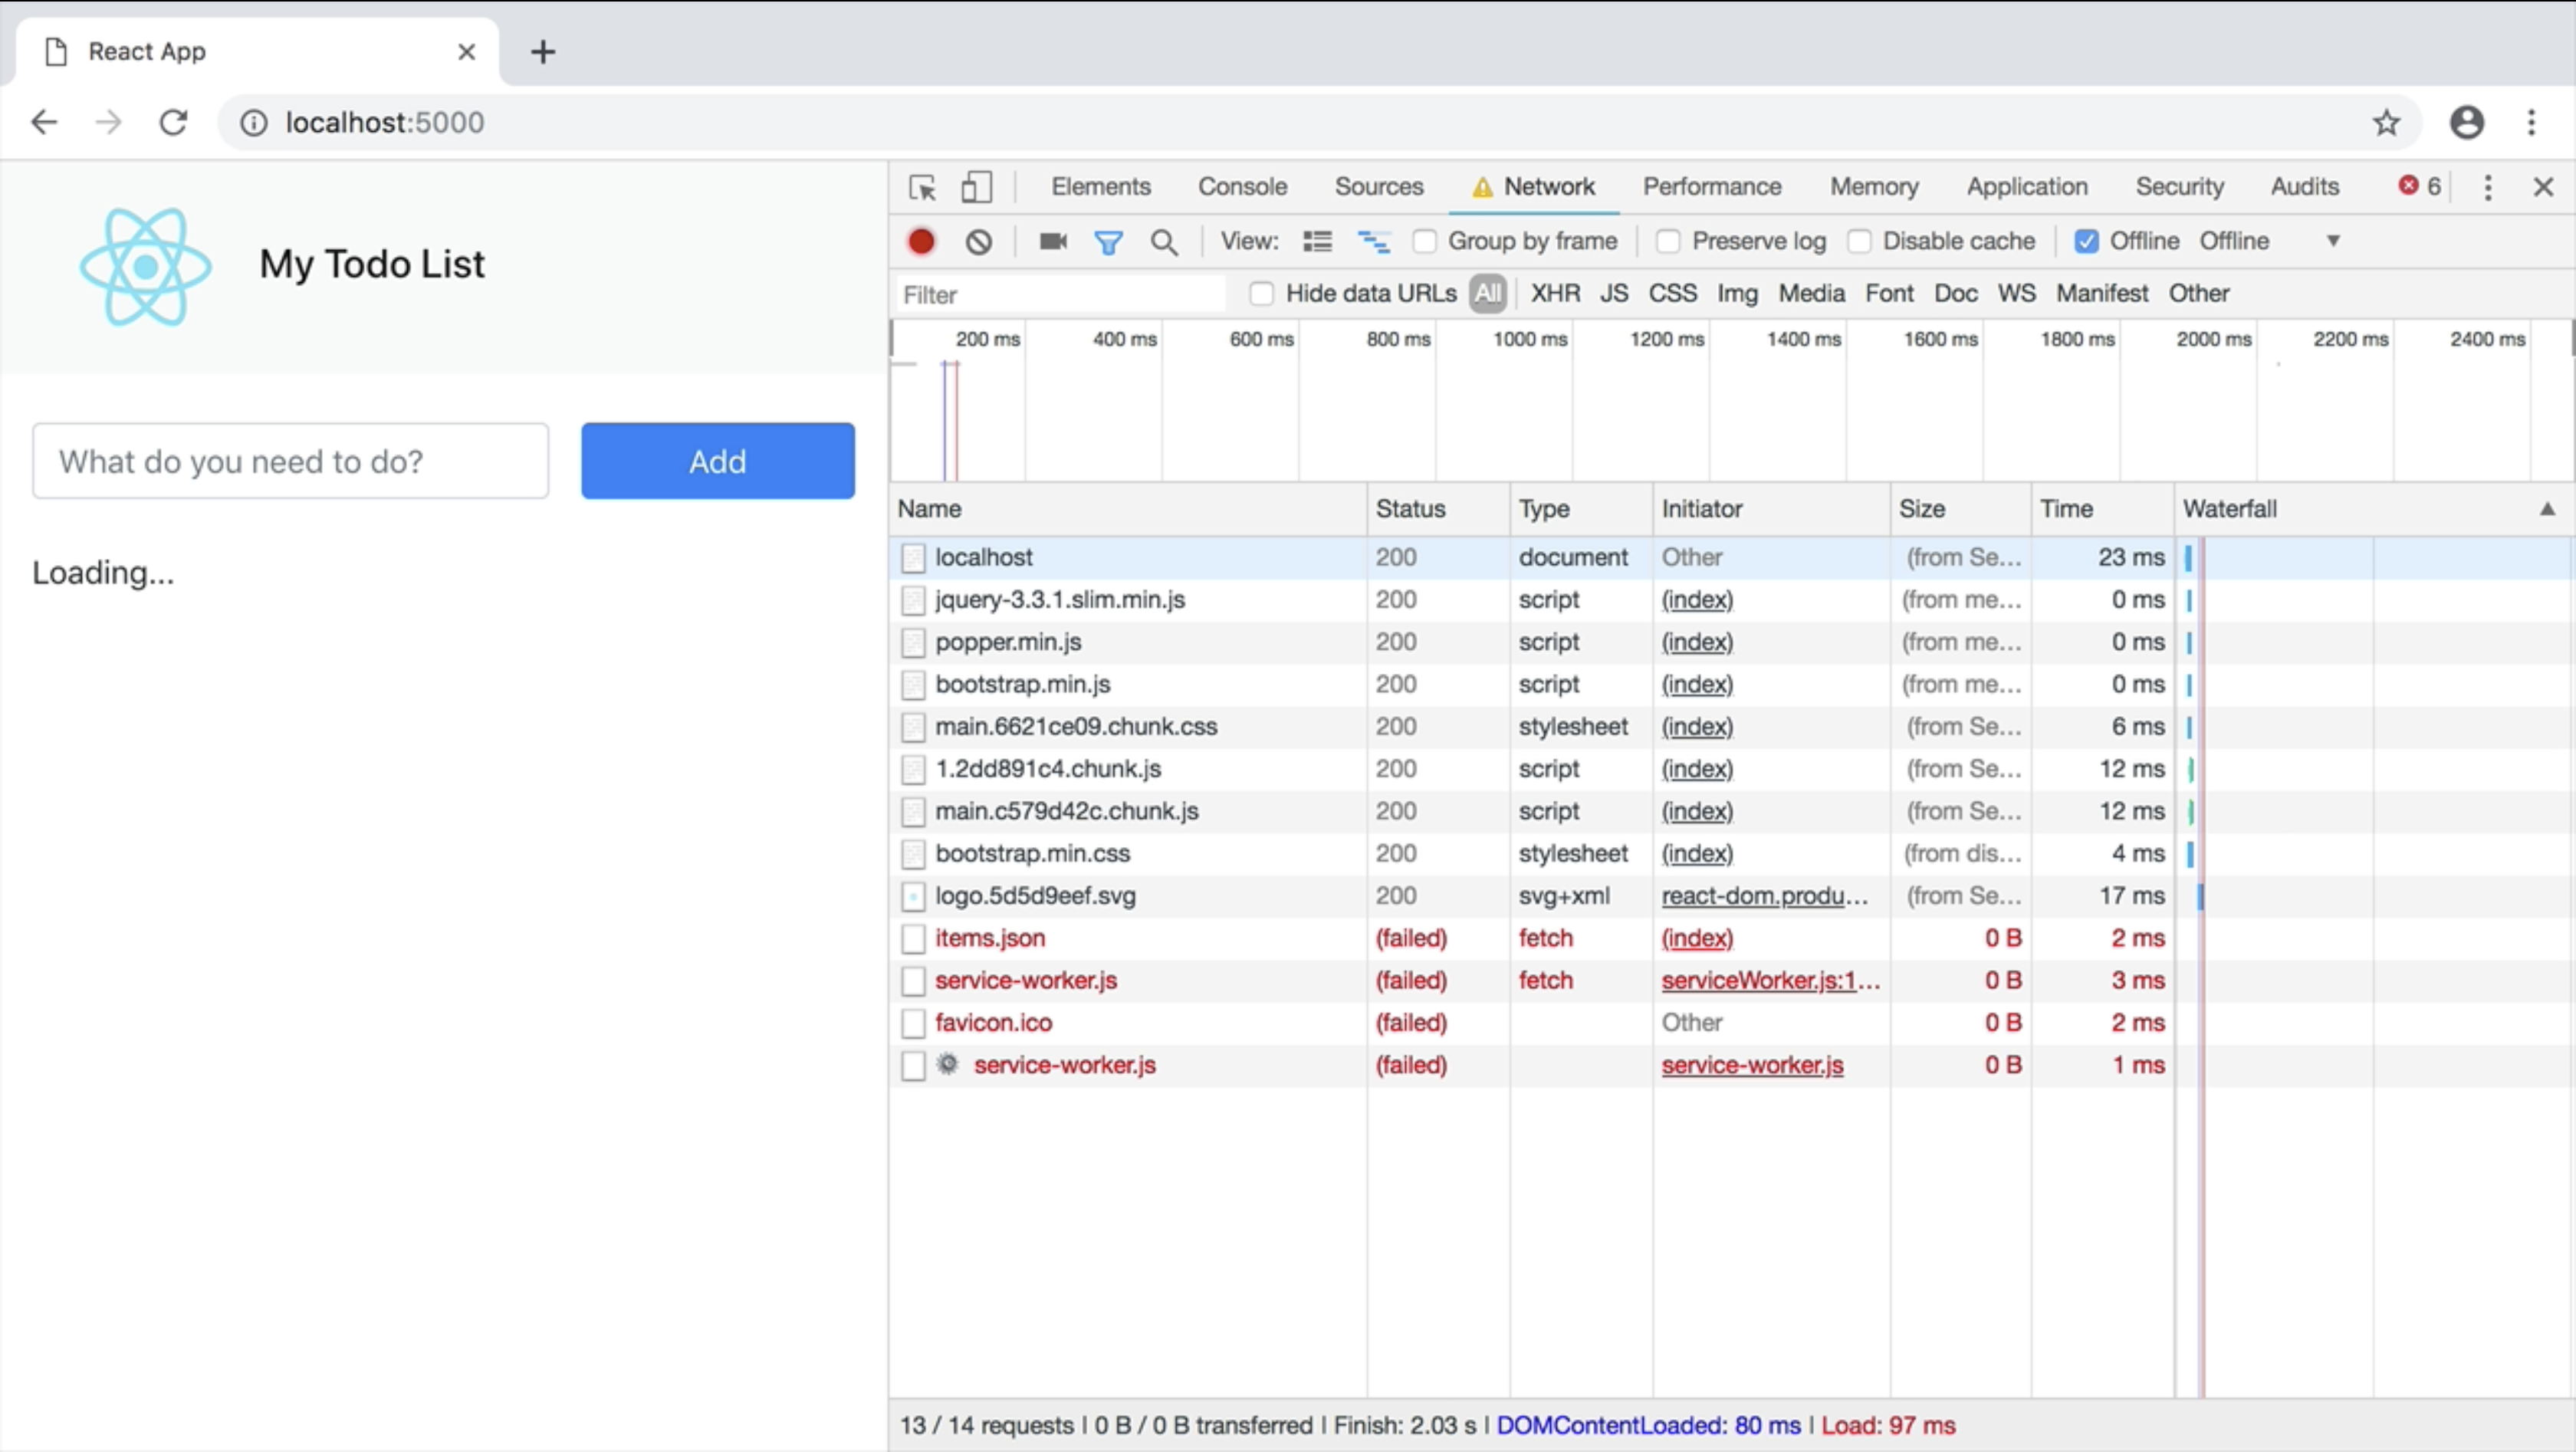 React App
localhost:5000
My Todo List
What do you need to do?
Add
Loading...
Elements Console Sources Network Performance Memory Application Security Audits 6
View: Group by frame Preserve log Disable cache Offline Offline
Filter Hide data URLs All XHR JS CSS Img Media Font Doc WS Manifest Other
200 ms 400 ms 600 ms 800 ms 1000 ms 1200 ms 1400 ms 1600 ms 1800 ms 2000 ms 2200 ms 2400 ms
Name Status Type Initiator Size Time Waterfall
localhost 200 document Other (from Se... 23 ms
jquery-3.3.1.slim.min.js 200 script (index) (from me... 0 ms
popper.min.js 200 script (index) (from me... 0 ms
bootstrap.min.js 200 script (index) (from me... 0 ms
main.6621ce09.chunk.css 200 stylesheet (index) (from Se... 6 ms
1.2dd891c4.chunk.js 200 script (index) (from Se... 12 ms
main.c579d42c.chunk.js 200 script (index) (from Se... 12 ms
bootstrap.min.css 200 stylesheet (index) (from dis... 4 ms
logo.5d5d9eef.svg 200 svg+xml react-dom.produ... (from Se... 17 ms
items.json (failed) fetch (index) 0 B 2 ms
service-worker.js (failed) fetch serviceWorker.js:1... 0 B 3 ms
favicon.ico (failed) Other 0 B 2 ms
service-worker.js (failed) service-worker.js 0 B 1 ms
13 / 14 requests | 0 B / 0 B transferred | Finish: 2.03 s | DOMContentLoaded: 80 ms | Load: 97 ms